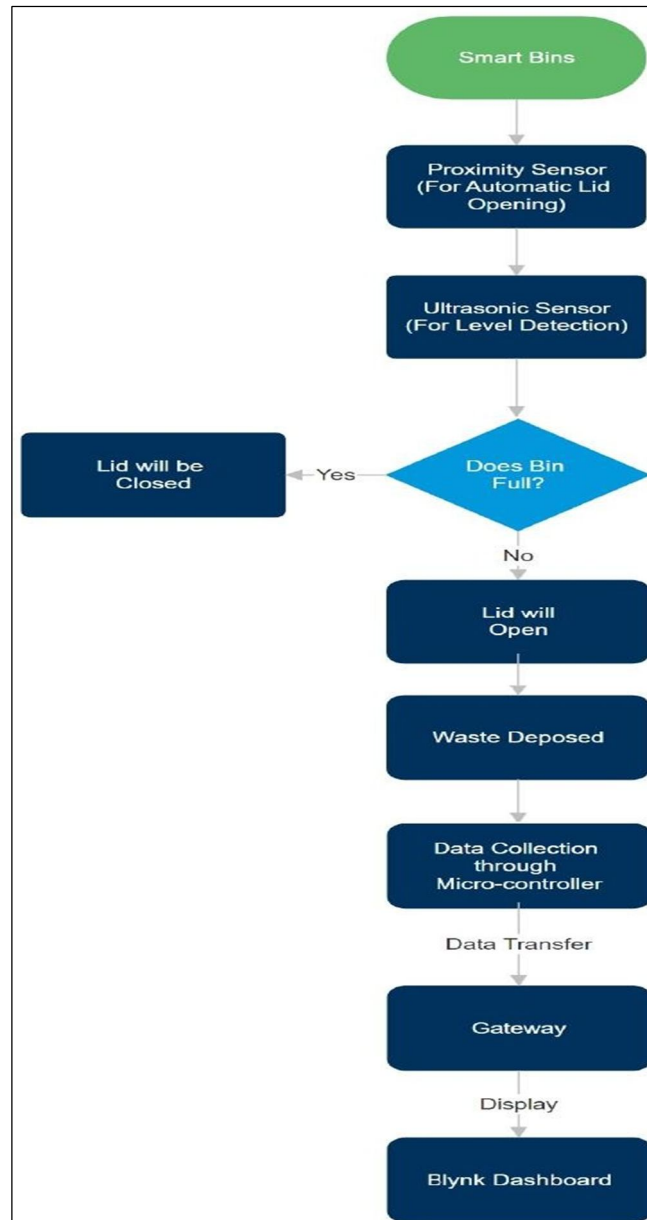 Smart Bins
Proximity Sensor
(For Automatic Lid
Opening)
Ultrasonic Sensor
(For Level Detection)
Does Bin
Full?
Yes
Lid will be
Closed
No
Lid will
Open
Waste Deposed
Data Collection
through
Micro-controller
Data Transfer
Gateway
Display
Blynk Dashboard